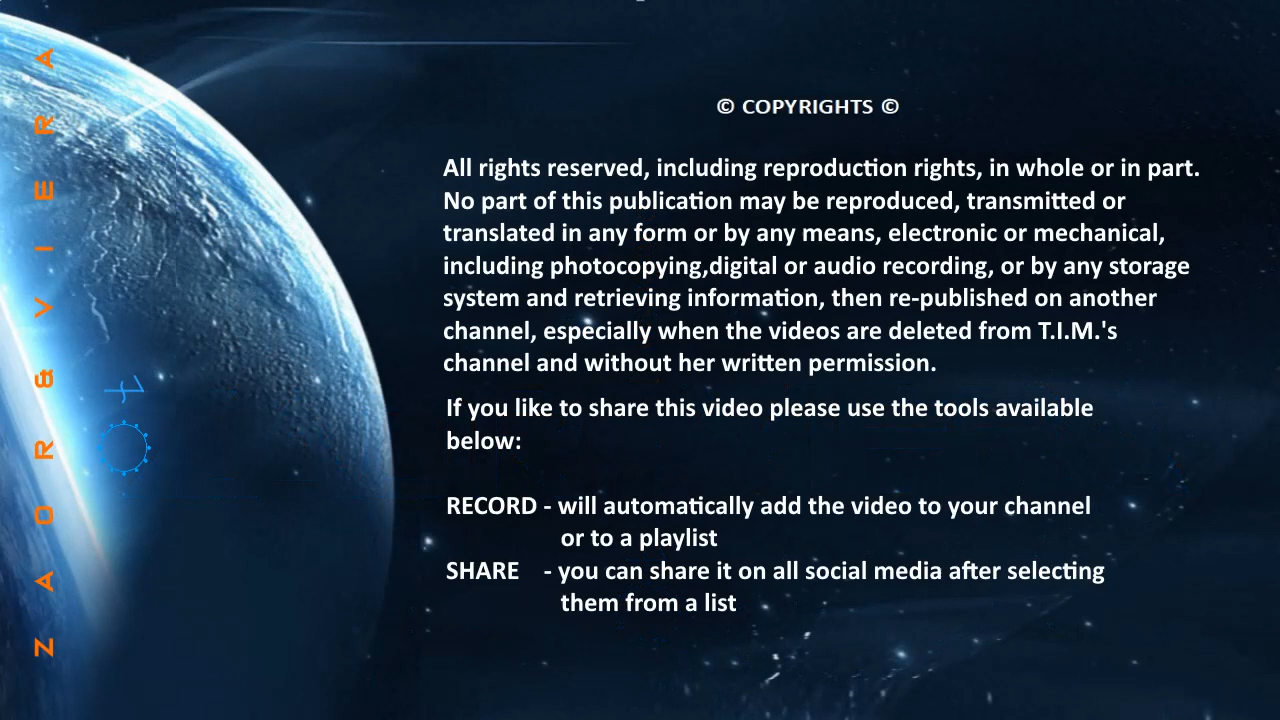 ZAOR & VIERA
© COPYRIGHTS ©
All rights reserved, including reproduction rights, in whole or in part.
No part of this publication may be reproduced, transmitted or
translated in any form or by any means, electronic or mechanical,
including photocopying,digital or audio recording, or by any storage
system and retrieving information, then re-published on another
channel, especially when the videos are deleted from T.I.M.'s
channel and without her written permission.
If you like to share this video please use the tools available
below:
RECORD - will automatically add the video to your channel
or to a playlist
SHARE - you can share it on all social media after selecting
them from a list